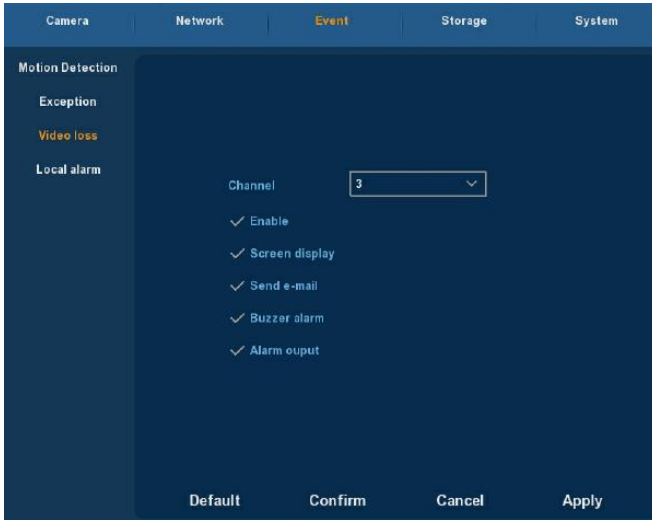 Camera Network Event Storage System
Motion Detection
Exception
Video loss
Local alarm
Channel 3
Enable
Screen display
Send e-mail
Buzzer alarm
Alarm ouput
Default Confirm Cancel Apply